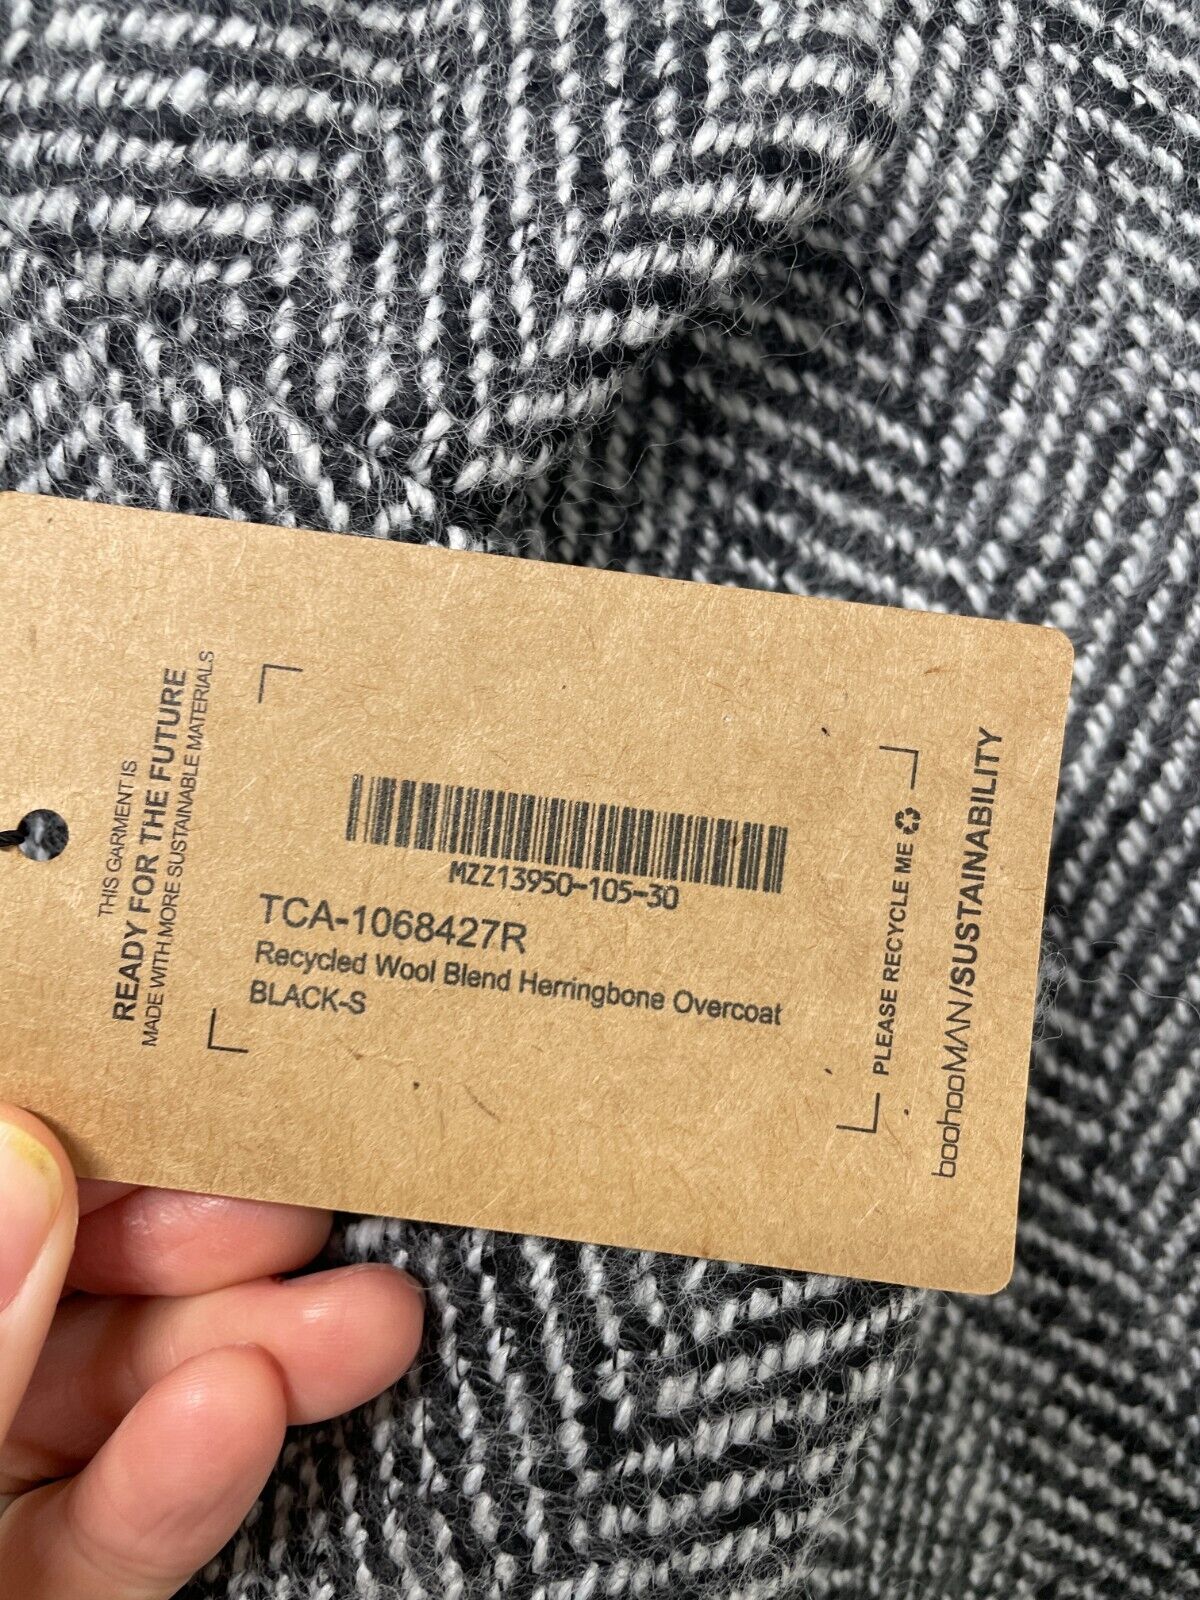 THIS GARMENT IS
READY FOR THE FUTURE
MADE WITH MORE SUSTAINABLE MATERIALS
MZZ13950-105-30
TCA-1068427R
Recycled Wool Blend Herringbone Overcoat
BLACK-S
PLEASE RECYCLE ME
boohooMAN/SUSTAINABILITY